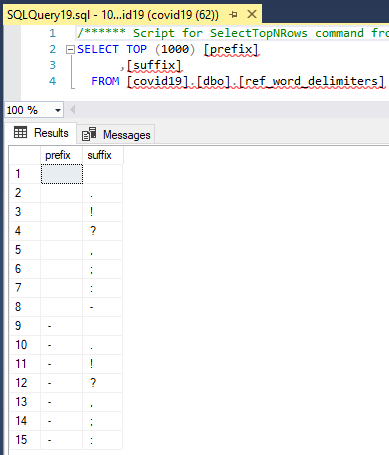 SQLQuery19.sql - 10...id19 (covid19 (62))
1 /****** Script for SelectTopNRows command fro
2 SELECT TOP (1000) [prefix]
3 ,[suffix]
4 FROM [covid19].[dbo].[ref_word_delimiters]
100 %
Results Messages
prefix suffix
1
2 .
3 !
4 ?
5 ,
6 ;
7 :
8 -
9 -
10 - .
11 - !
12 - ?
13 - ,
14 - ;
15 - :